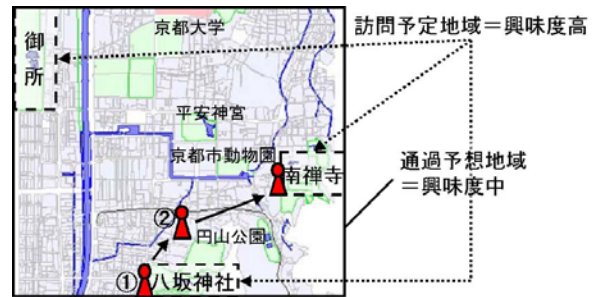 京都大学
訪問予定地域＝興味度高
御所
平安神宮
京都市動物園
南禅寺
通過予想地域
＝興味度中
②
円山公園
①
八坂神社